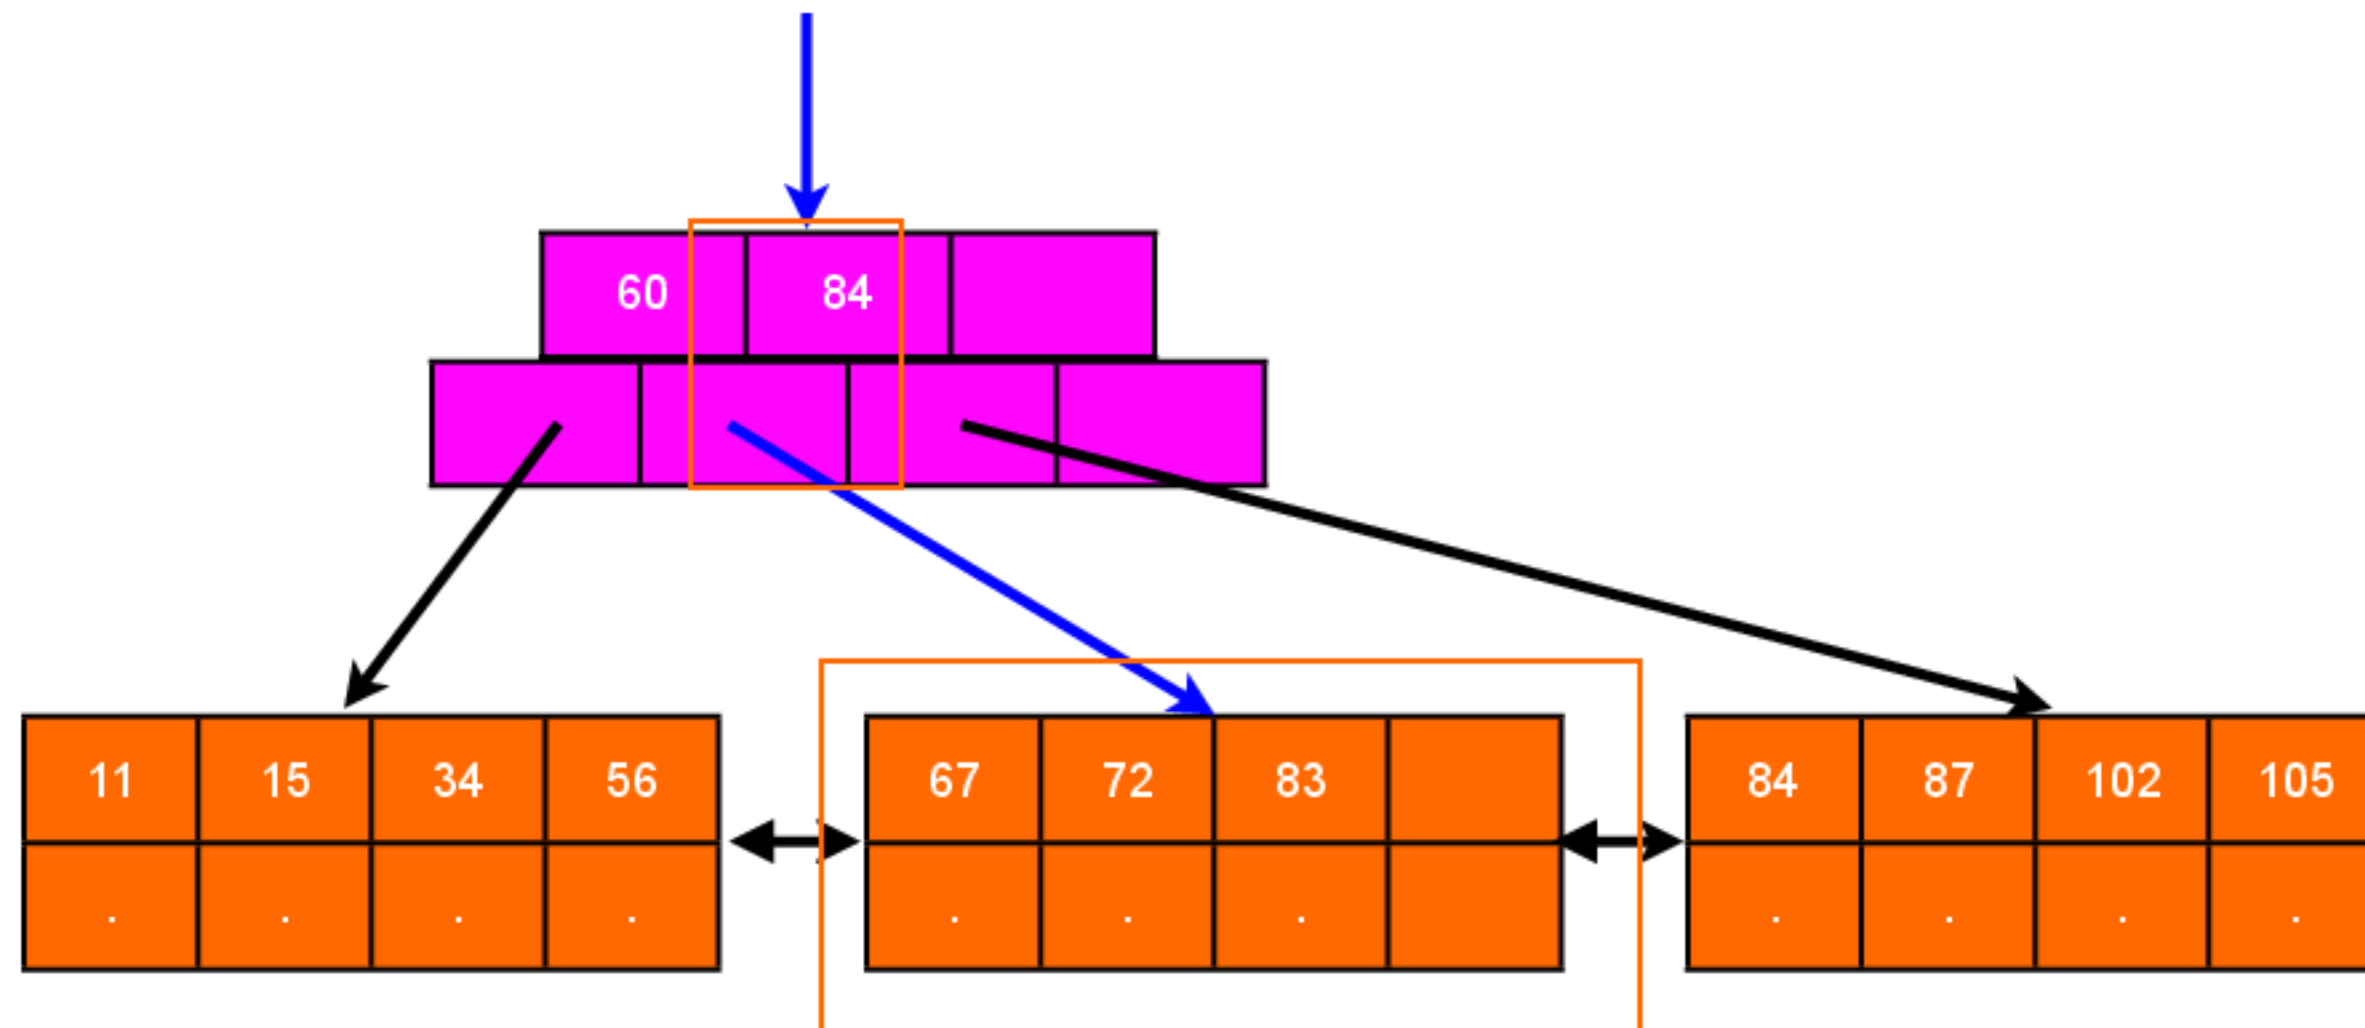 60 84
11 15 34 56 67 72 83 84 87 102 105
. . . . . . . . . . .